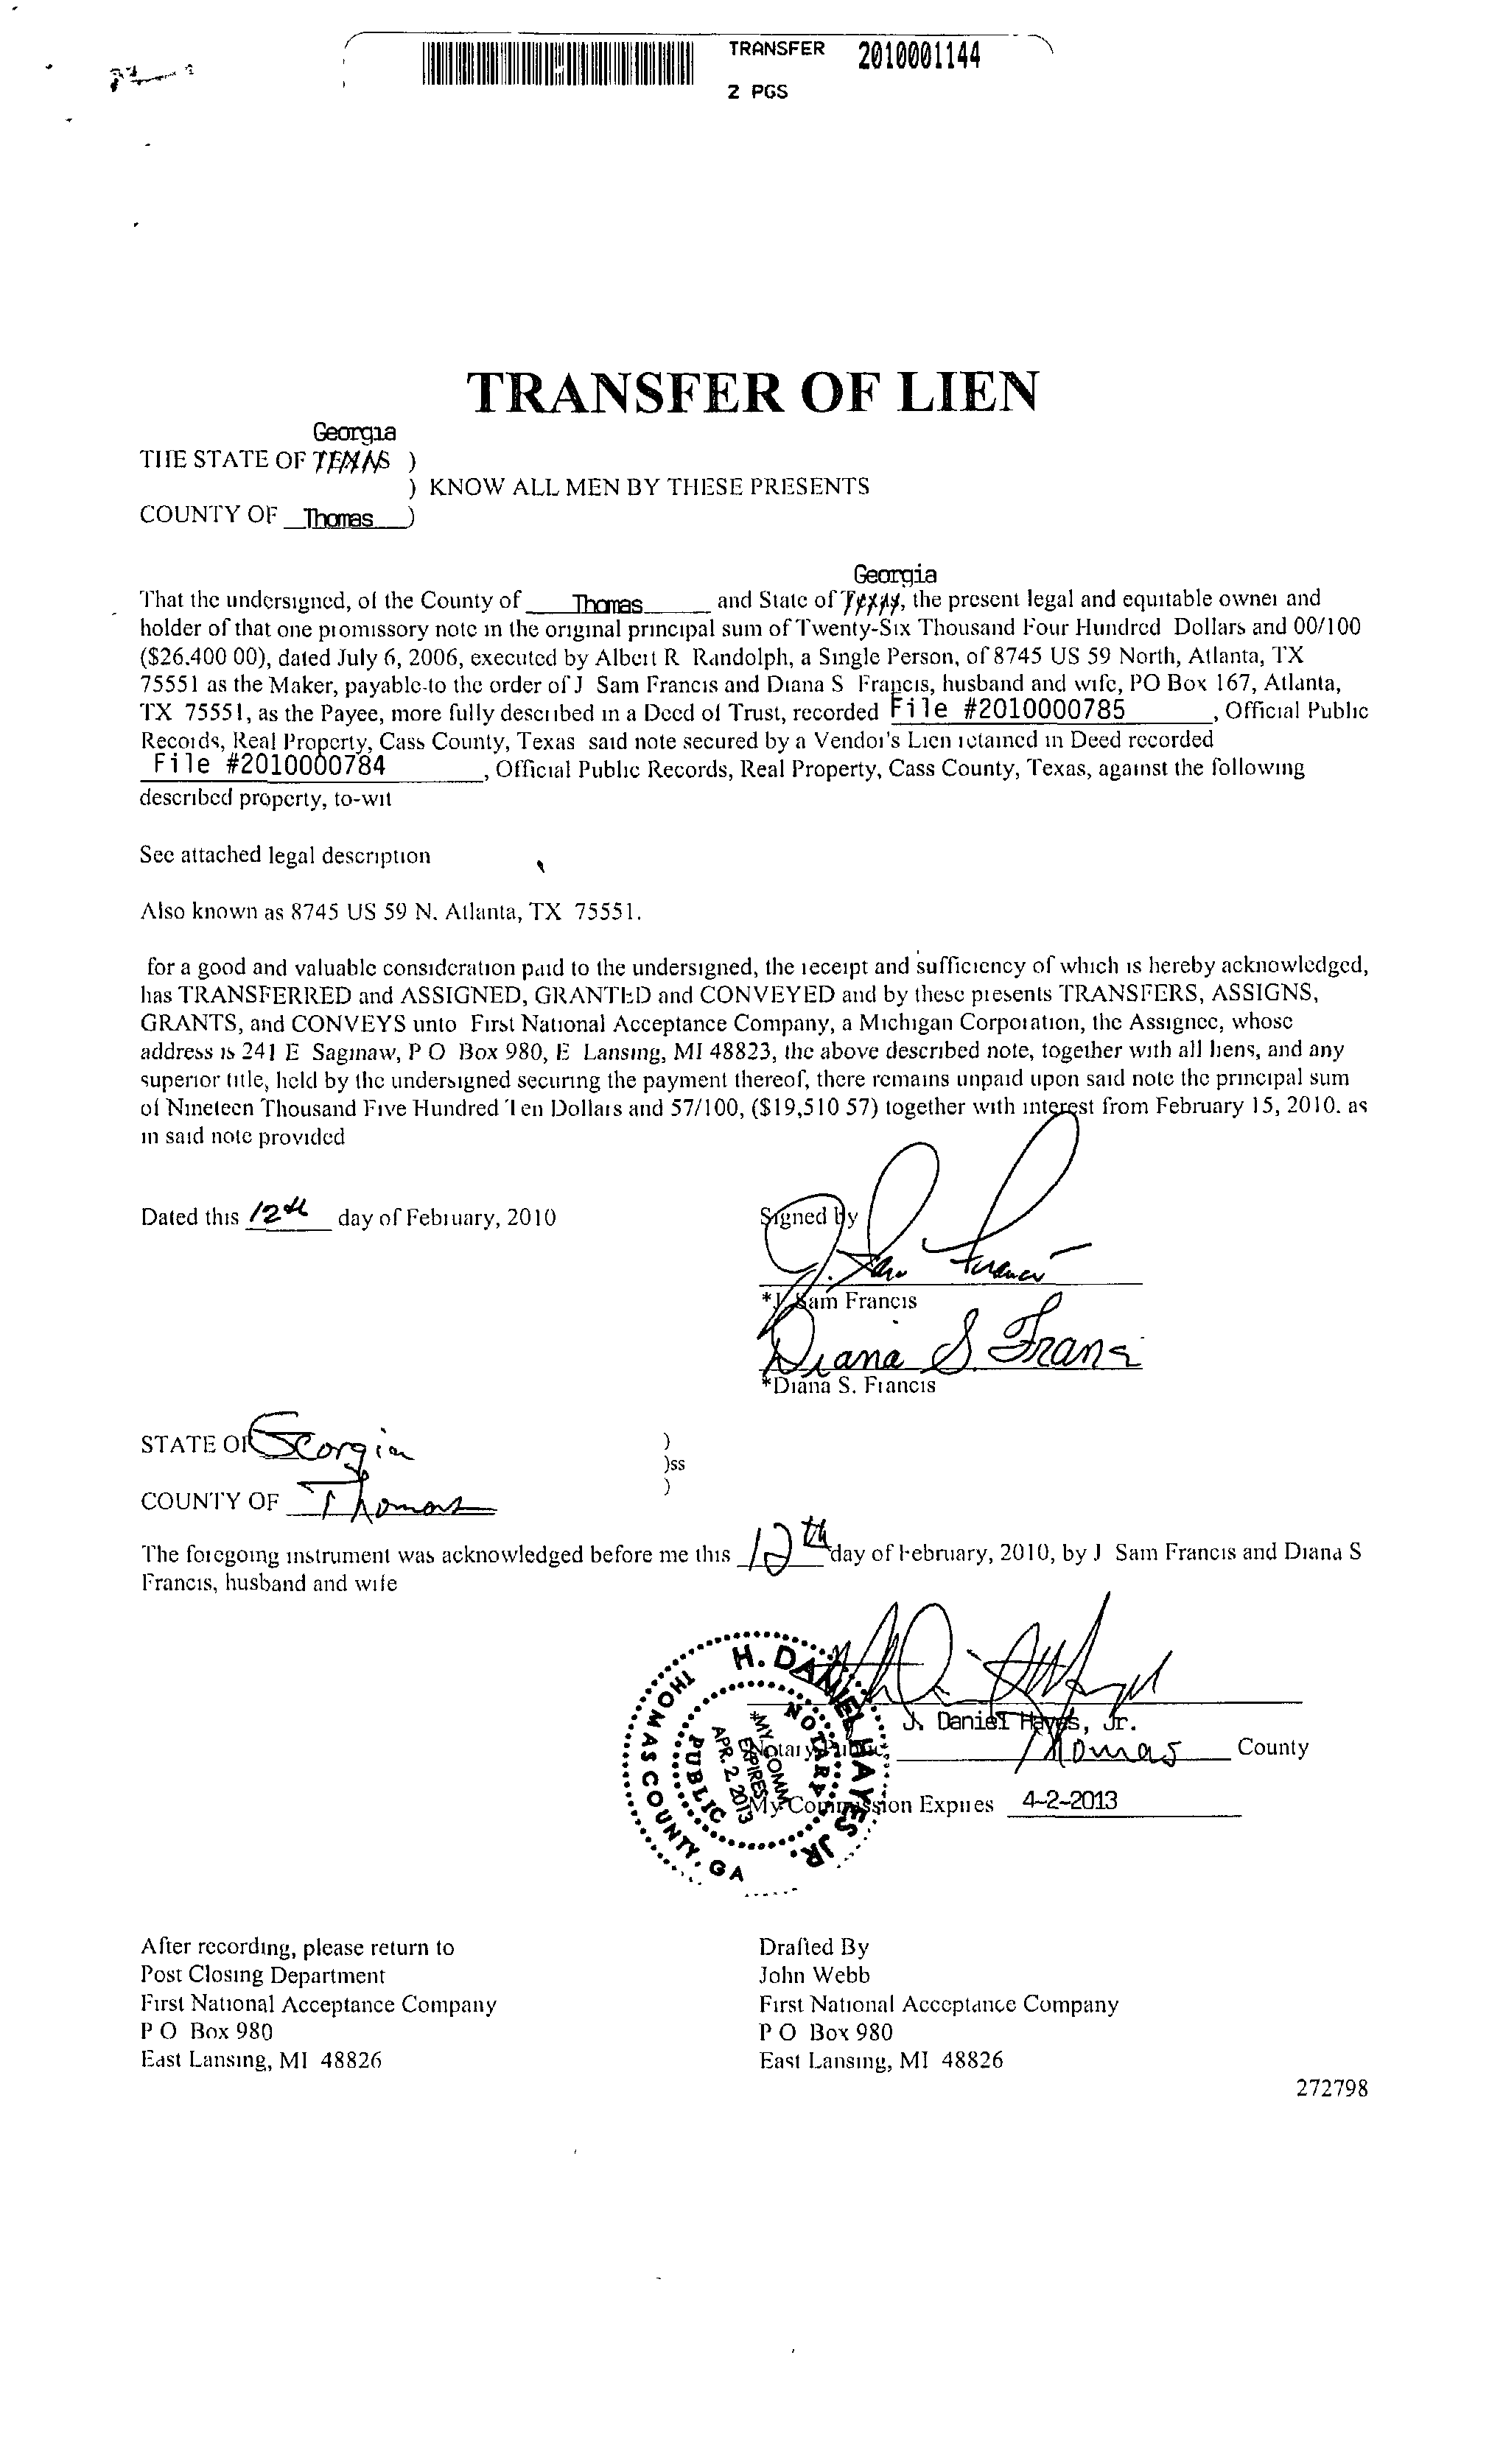 TRANSFER 2010001144
2 PGS
TRANSFER OF LIEN
Georgia
THE STATE OF TEXAS )
) KNOW ALL MEN BY THESE PRESENTS
COUNTY OF Thomas )
Georgia
That the undersigned, of the County of Thomas and State of Texas, the present legal and equitable owner and
holder of that one promissory note in the original principal sum of Twenty-Six Thousand Four Hundred Dollars and 00/100
($26.400 00), dated July 6, 2006, executed by Albert R Randolph, a Single Person, of 8745 US 59 North, Atlanta, TX
75551 as the Maker, payable to the order of J Sam Francis and Diana S Francis, husband and wife, PO Box 167, Atlanta,
TX 75551, as the Payee, more fully described in a Deed of Trust, recorded File #2010000785, Official Public
Records, Real Property, Cass County, Texas said note secured by a Vendor's Lien retained in Deed recorded
File #2010000784, Official Public Records, Real Property, Cass County, Texas, against the following
described property, to-wit
See attached legal description
Also known as 8745 US 59 N. Atlanta, TX 75551.
for a good and valuable consideration paid to the undersigned, the receipt and sufficiency of which is hereby acknowledged,
has TRANSFERRED and ASSIGNED, GRANTED and CONVEYED and by these presents TRANSFERS, ASSIGNS,
GRANTS, and CONVEYS unto First National Acceptance Company, a Michigan Corporation, the Assignee, whose
address is 241 E Saginaw, P O Box 980, E Lansing, MI 48823, the above described note, together with all liens, and any
superior title, held by the undersigned securing the payment thereof, there remains unpaid upon said note the principal sum
of Nineteen Thousand Five Hundred Ten Dollars and 57/100, ($19,510 57) together with interest from February 15, 2010. as
in said note provided
Dated this 12th day of February, 2010
Signed by
J. Sam Francis
*J Sam Francis
Diana S. Franc
*Diana S. Francis
STATE OF Georgia )
)ss
COUNTY OF Thomas )
The foregoing instrument was acknowledged before me this 12th day of February, 2010, by J Sam Francis and Diana S
Francis, husband and wife
H. DANIEL HAYES JR.
THOMAS COUNTY, GA
NOTARY PUBLIC
*MY COMM
EXPIRES
APR. 2. 2013
J. Daniel Hayes, Jr.
Notary Public, Thomas County
My Commission Expires 4-2-2013
After recording, please return to
Post Closing Department
First National Acceptance Company
P O Box 980
East Lansing, MI 48826
Drafted By
John Webb
First National Acceptance Company
P O Box 980
East Lansing, MI 48826
272798